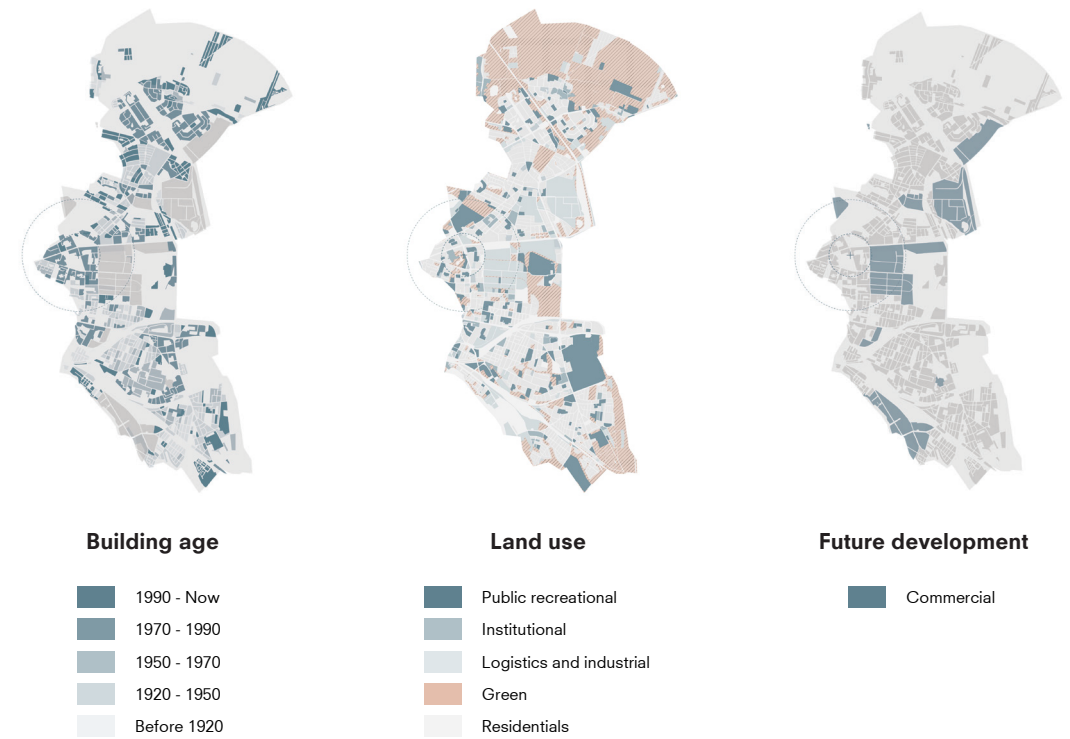 Building age
1990 - Now
1970 - 1990
1950 - 1970
1920 - 1950
Before 1920
Land use
Public recreational
Institutional
Logistics and industrial
Green
Residentials
Future development
Commercial